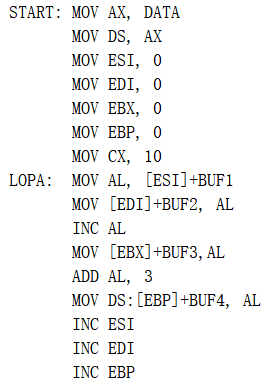 START: MOV AX, DATA
MOV DS, AX
MOV ESI, 0
MOV EDI, 0
MOV EBX, 0
MOV EBP, 0
MOV CX, 10
LOPA: MOV AL, [ESI]+BUF1
MOV [EDI]+BUF2, AL
INC AL
MOV [EBX]+BUF3,AL
ADD AL, 3
MOV DS:[EBP]+BUF4, AL
INC ESI
INC EDI
INC EBP